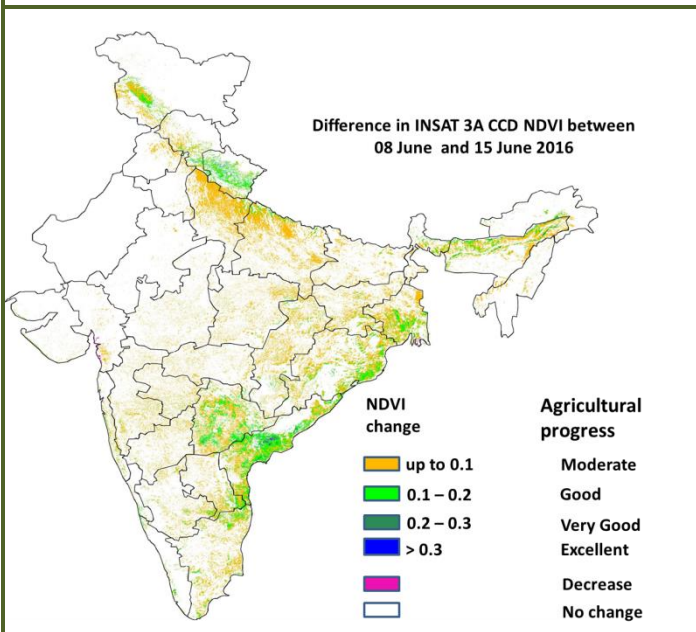 Difference in INSAT 3A CCD NDVI between
08 June and 15 June 2016
NDVI change
Agricultural progress
up to 0.1 Moderate
0.1 – 0.2 Good
0.2 – 0.3 Very Good
> 0.3 Excellent
Decrease
No change